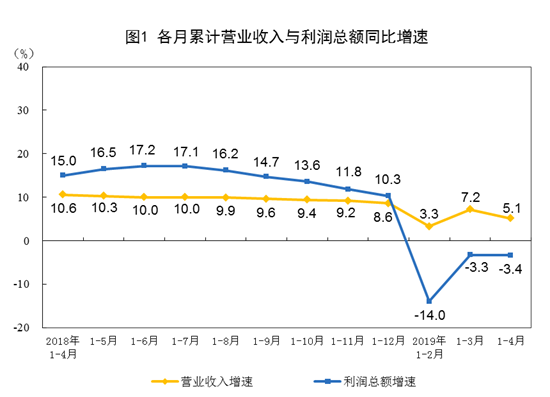 图1 各月累计营业收入与利润总额同比增速
(%)
40
30
20
10
0
-10
-20
15.0 16.5 17.2 17.1 16.2 14.7 13.6 11.8 10.3 -14.0 -3.3 -3.4
10.6 10.3 10.0 10.0 9.9 9.6 9.4 9.2 8.6 3.3 7.2 5.1
2018年 1-5月 1-6月 1-7月 1-8月 1-9月 1-10月 1-11月 1-12月 2019年 1-3月 1-4月
1-4月 1-2月
营业收入增速 利润总额增速